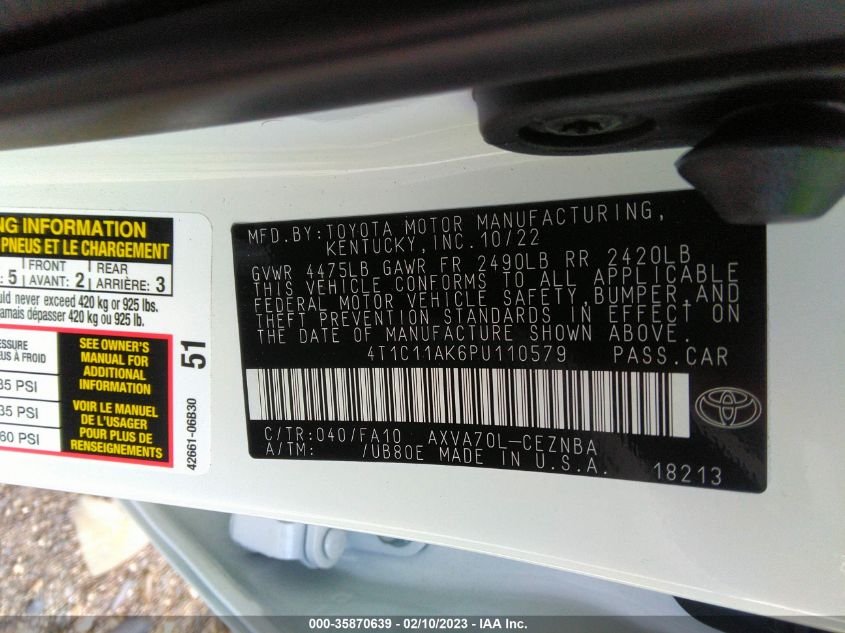 NG INFORMATION
PNEUS ET LE CHARGEMENT
: 5 FRONT AVANT: 2 REAR ARRIÈRE: 3
never exceed 420 kg or 925 lbs.
jamais dépasser 420 kg ou 925 lb.
SEE OWNER'S
MANUAL FOR
ADDITIONAL
INFORMATION
VOIR LE MANUEL
DE L'USAGER
POUR PLUS DE
RENSEIGNEMENTS
À FROID
35 PSI
35 PSI
60 PSI
51
42661-06B30
MFD.BY:TOYOTA MOTOR MANUFACTURING,
KENTUCKY,INC.10/22
GVWR 4475LB GAWR FR 2490LB RR 2420LB
THIS VEHICLE CONFORMS TO ALL APPLICABLE
FEDERAL MOTOR VEHICLE SAFETY,BUMPER,AND
THEFT PREVENTION STANDARDS IN EFFECT ON
THE DATE OF MANUFACTURE SHOWN ABOVE.
4T1C11AK6PU110579 PASS.CAR
C/TR:040/FA10 AXVA70L-CEZNBA
A/TM: /UB80E MADE IN U.S.A.
18213
000-35870639 - 02/10/2023 - IAA Inc.